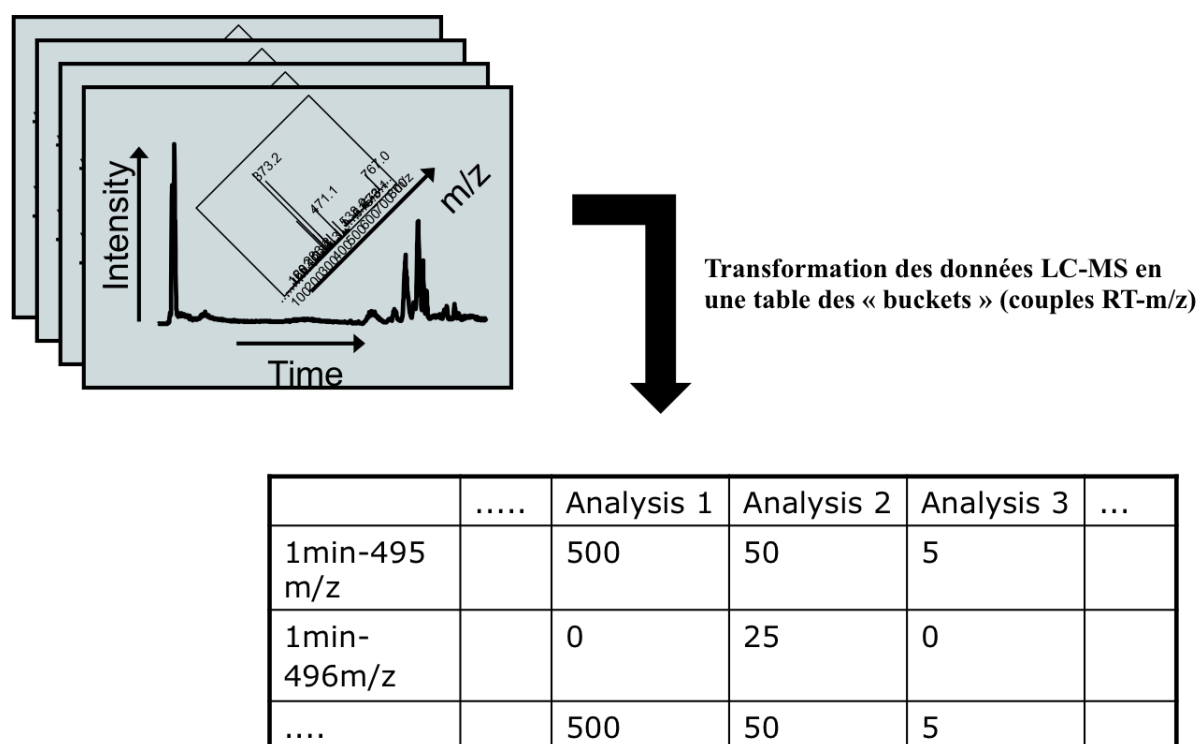 Intensity
373.2
471.1
767.0
m/z
Time
Transformation des données LC-MS en
une table des « buckets » (couples RT-m/z)
..... Analysis 1 Analysis 2 Analysis 3 ...
1min-495 500 50 5
m/z
1min- 0 25 0
496m/z
.... 500 50 5